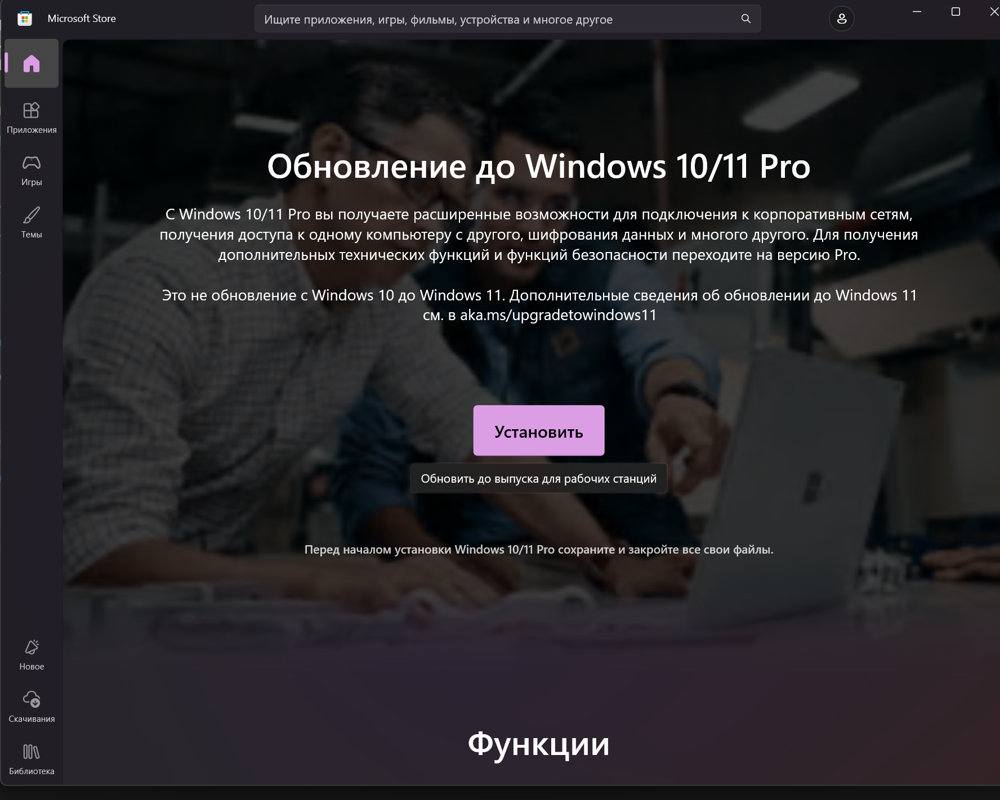 Microsoft Store
Ищите приложения, игры, фильмы, устройства и многое другое
Приложения
Игры
Темы
Обновление до Windows 10/11 Pro
С Windows 10/11 Pro вы получаете расширенные возможности для подключения к корпоративным сетям,
получения доступа к одному компьютеру с другого, шифрования данных и многого другого. Для получения
дополнительных технических функций и функций безопасности переходите на версию Pro.
Это не обновление с Windows 10 до Windows 11. Дополнительные сведения об обновлении до Windows 11
см. в aka.ms/upgradetowindows11
Установить
Обновить до выпуска для рабочих станций
Перед началом установки Windows 10/11 Pro сохраните и закройте все свои файлы.
Новое
Скачивания
Библиотека
Функции